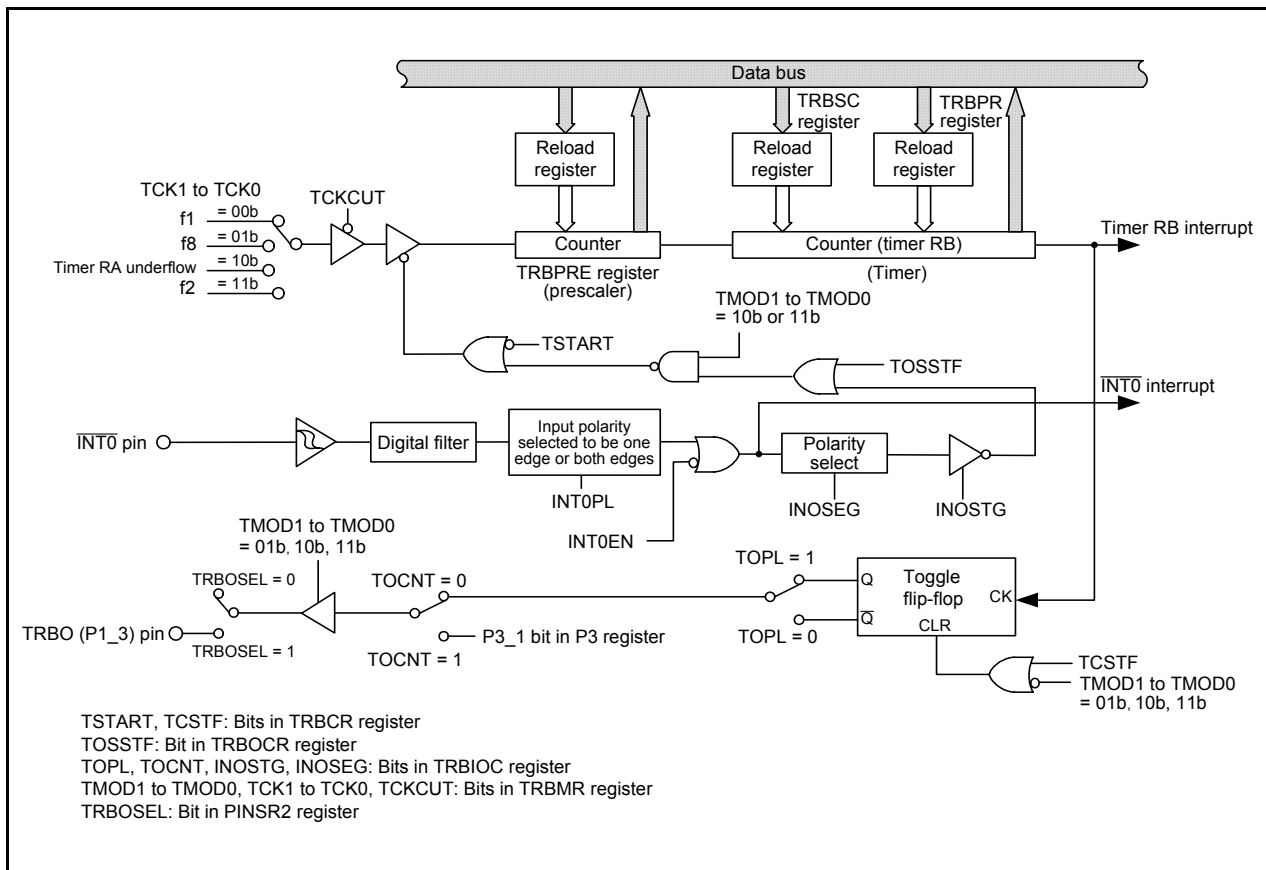 Data bus
TRBSC
register
TRBPR
register
Reload
register
Reload
register
Reload
register
TCK1 to TCK0
f1
= 00b
f8
= 01b
Timer RA underflow
= 10b
f2
= 11b
TCKCUT
Counter
TRBPRE register
(prescaler)
Counter (timer RB)
(Timer)
Timer RB interrupt
TMOD1 to TMOD0
= 10b or 11b
TSTART
TOSSTF
INT0 interrupt
INT0 pin
Digital filter
Input polarity
selected to be one
edge or both edges
INT0PL
INT0EN
Polarity
select
INOSEG
INOSTG
TMOD1 to TMOD0
= 01b, 10b, 11b
TRBOSEL = 0
TRBO (P1_3) pin
TRBOSEL = 1
TOCNT = 0
P3_1 bit in P3 register
TOCNT = 1
TOPL = 1
TOPL = 0
Q
Q
Toggle
flip-flop
CK
CLR
TCSTF
TMOD1 to TMOD0
= 01b, 10b, 11b
TSTART, TCSTF: Bits in TRBCR register
TOSSTF: Bit in TRBOCR register
TOPL, TOCNT, INOSTG, INOSEG: Bits in TRBIOC register
TMOD1 to TMOD0, TCK1 to TCK0, TCKCUT: Bits in TRBMR register
TRBOSEL: Bit in PINSR2 register